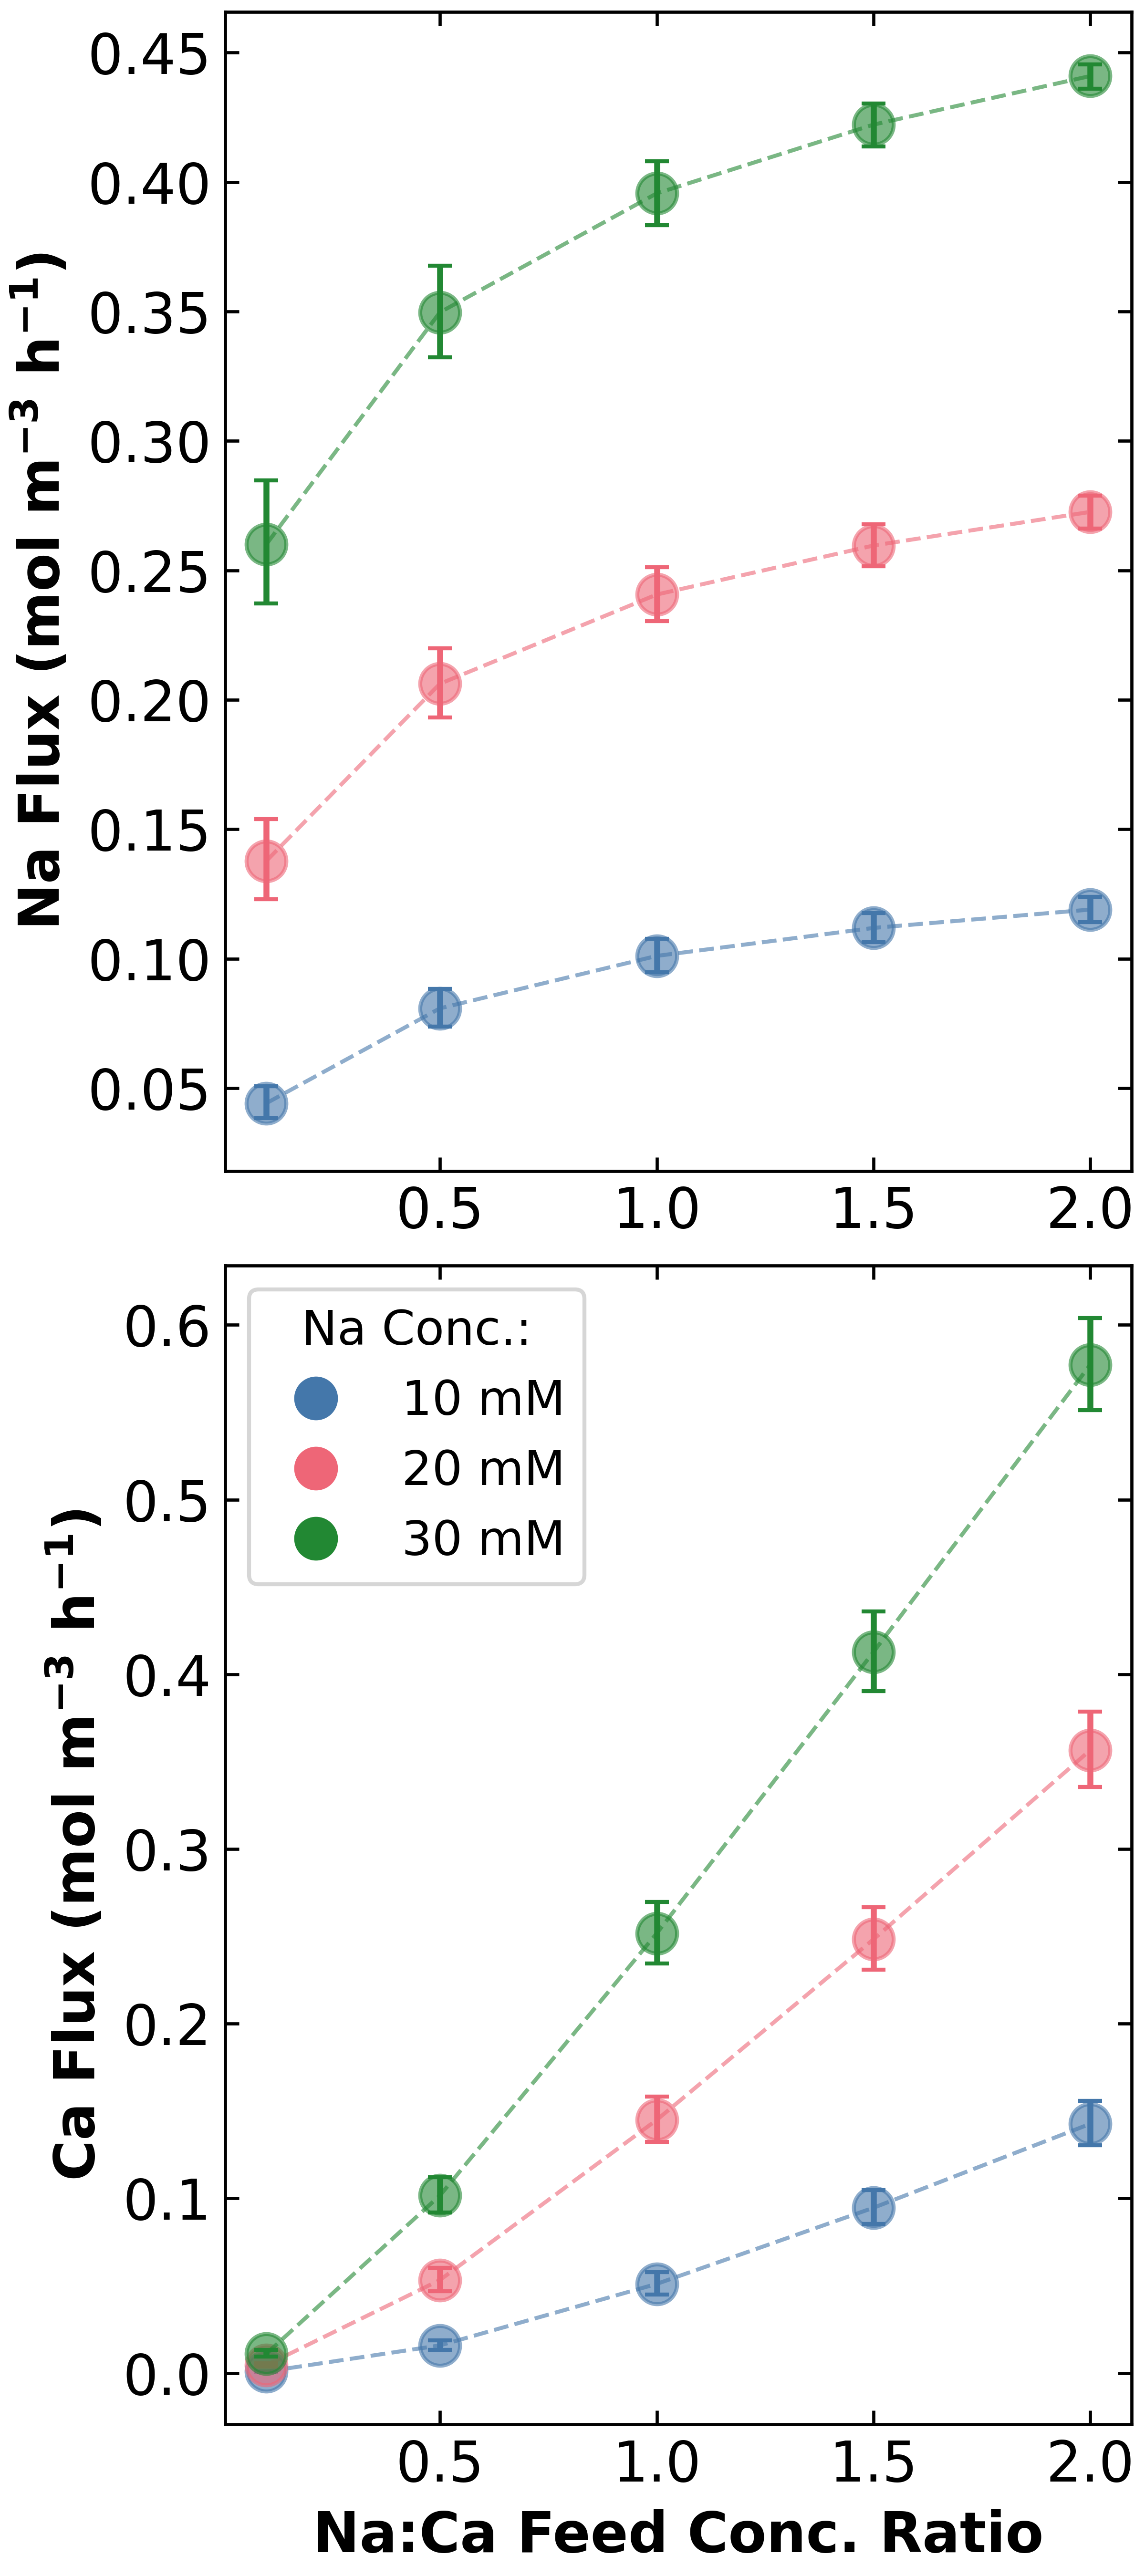 Na Flux (mol m⁻³ h⁻¹)
0.45
0.40
0.35
0.30
0.25
0.20
0.15
0.10
0.05
0.5 1.0 1.5 2.0
Ca Flux (mol m⁻³ h⁻¹)
0.6
0.5
0.4
0.3
0.2
0.1
0.0
Na Conc.:
10 mM
20 mM
30 mM
0.5 1.0 1.5 2.0
Na:Ca Feed Conc. Ratio